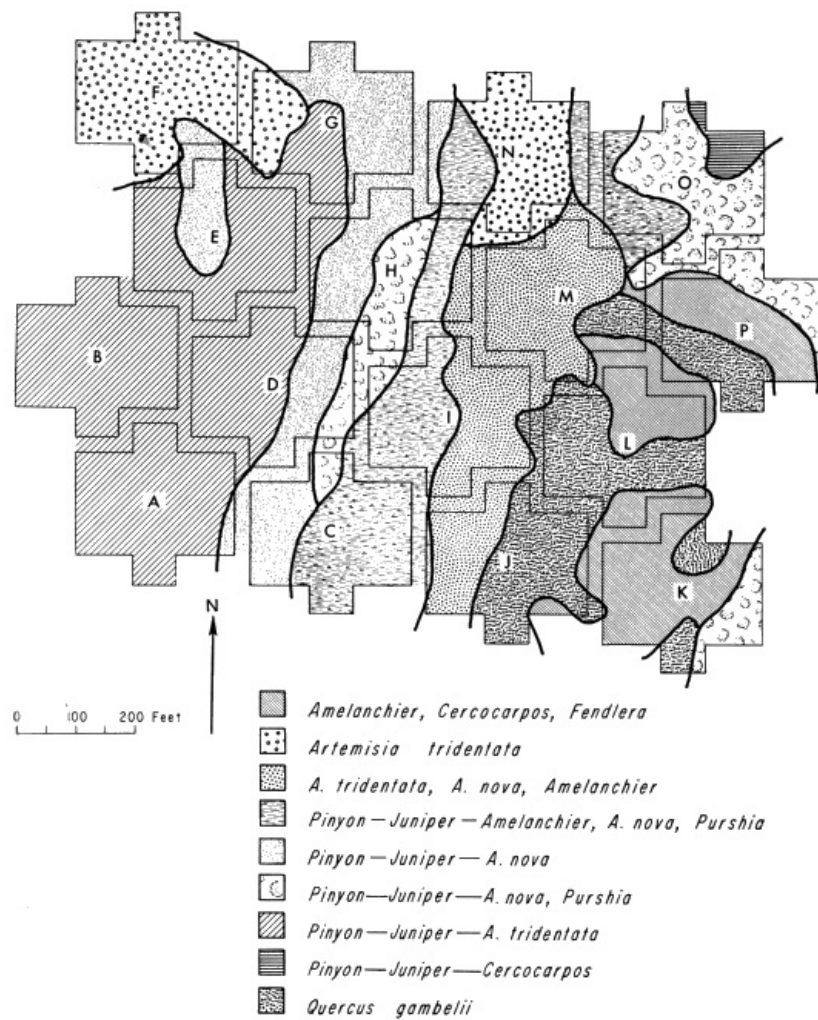 F
G
N
O
E
H
M
B
P
D
I
L
A
C
J
K
N
0 100 200 Feet
Amelanchier, Cercocarpos, Fendlera
Artemisia tridentata
A. tridentata, A. nova, Amelanchier
Pinyon—Juniper—Amelanchier, A. nova, Purshia
Pinyon—Juniper—A. nova
Pinyon—Juniper—A. nova, Purshia
Pinyon—Juniper—A. tridentata
Pinyon—Juniper—Cercocarpos
Quercus gambelii